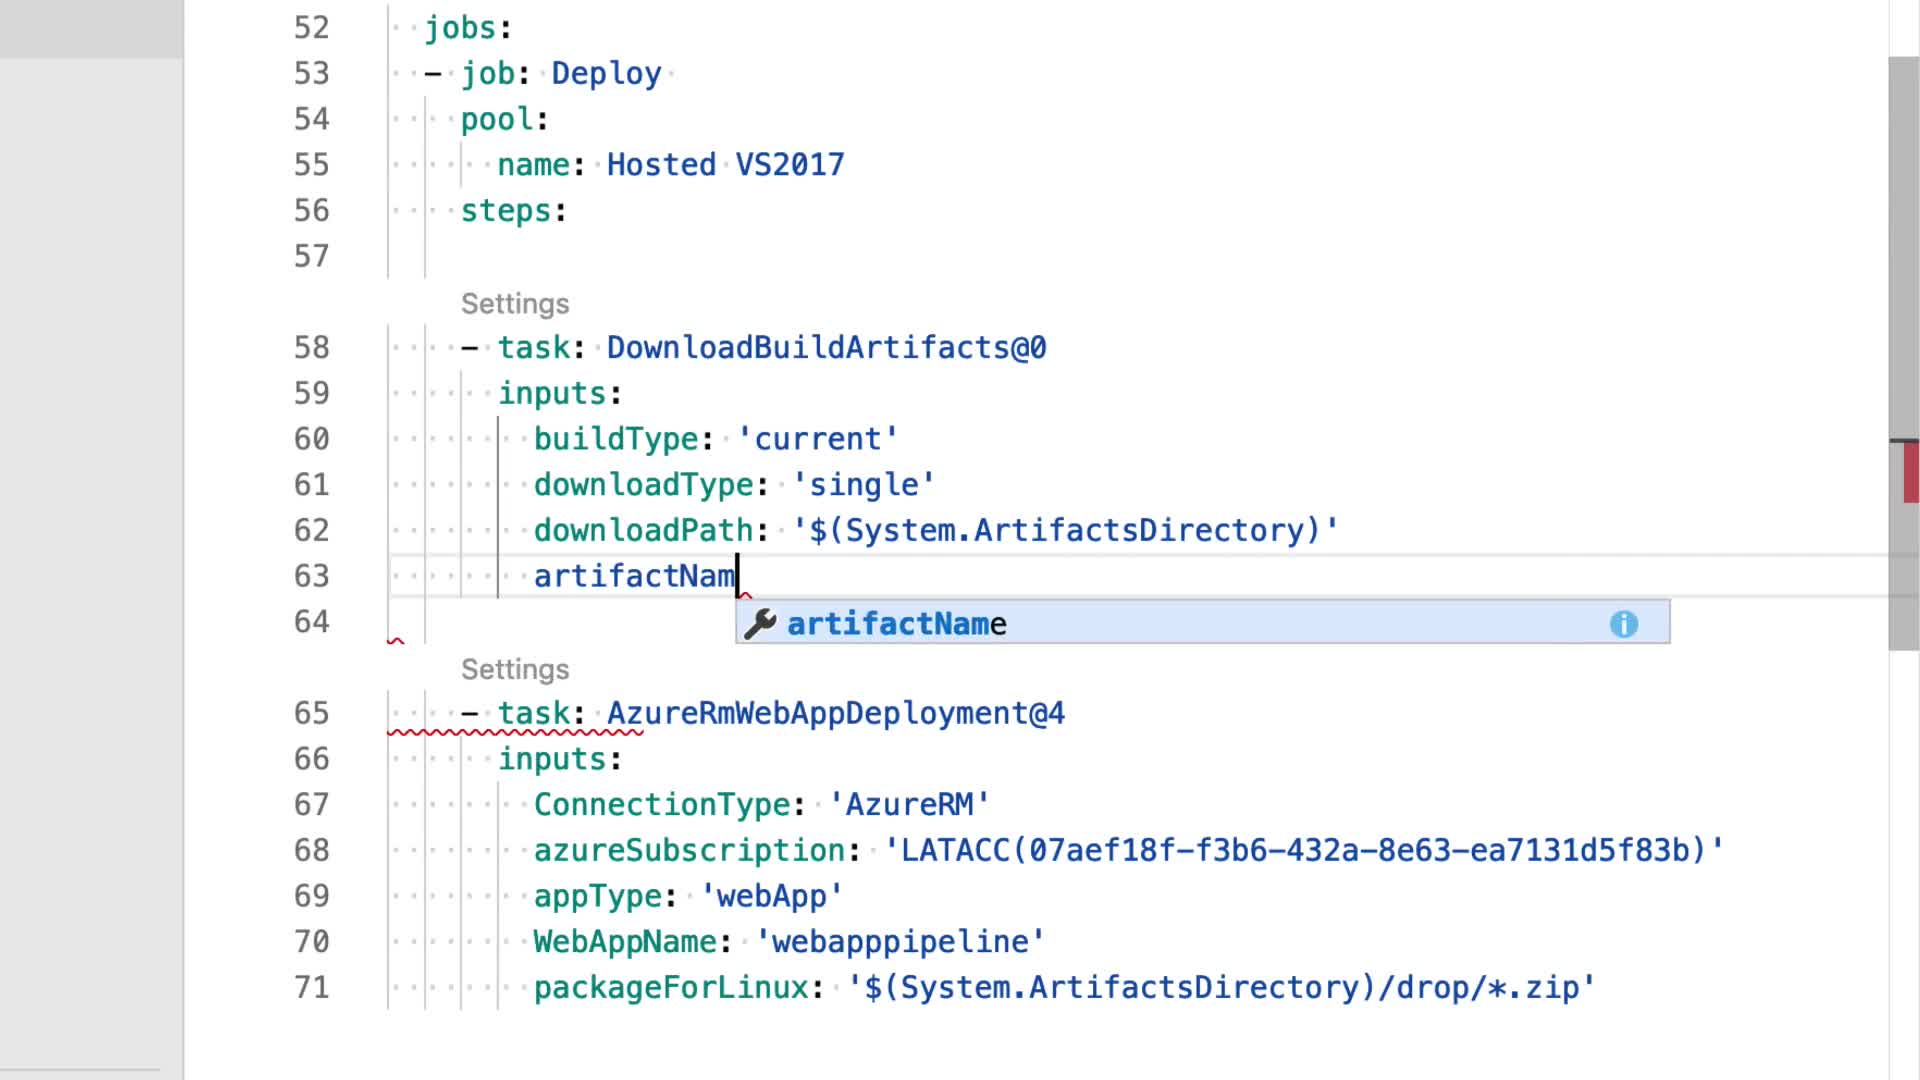 52 jobs:
53 - job: Deploy
54 pool:
55 name: Hosted VS2017
56 steps:
57
Settings
58 - task: DownloadBuildArtifacts@0
59 inputs:
60 buildType: 'current'
61 downloadType: 'single'
62 downloadPath: '$(System.ArtifactsDirectory)'
63 artifactNam
artifactName
64
Settings
65 - task: AzureRmWebAppDeployment@4
66 inputs:
67 ConnectionType: 'AzureRM'
68 azureSubscription: 'LATACC(07aef18f-f3b6-432a-8e63-ea7131d5f83b)'
69 appType: 'webApp'
70 WebAppName: 'webapppipeline'
71 packageForLinux: '$(System.ArtifactsDirectory)/drop/*.zip'